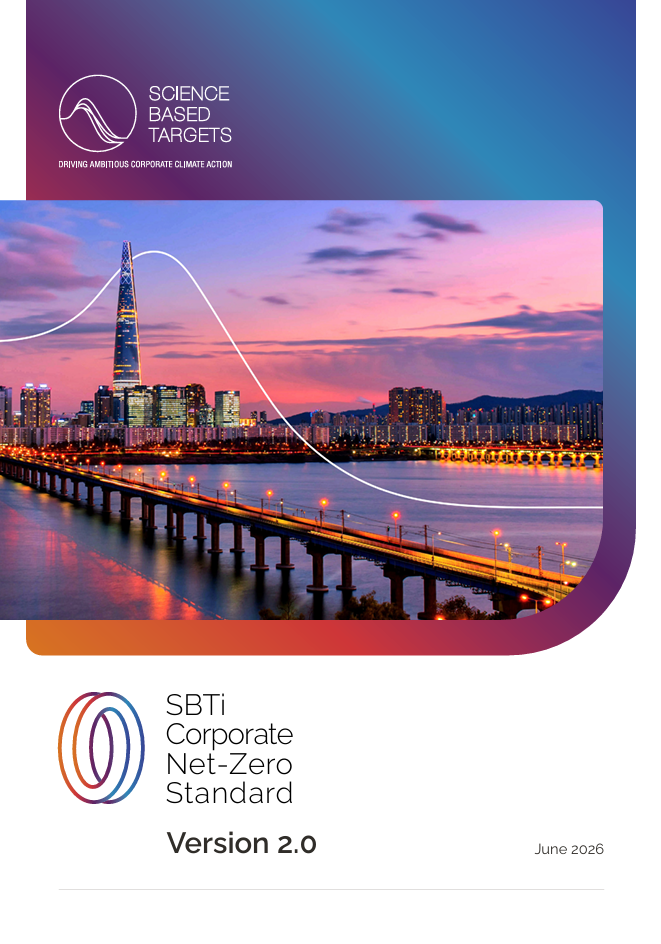 SCIENCE
BASED
TARGETS
DRIVING AMBITIOUS CORPORATE CLIMATE ACTION
SBTi
Corporate
Net-Zero
Standard
Version 2.0
June 2026